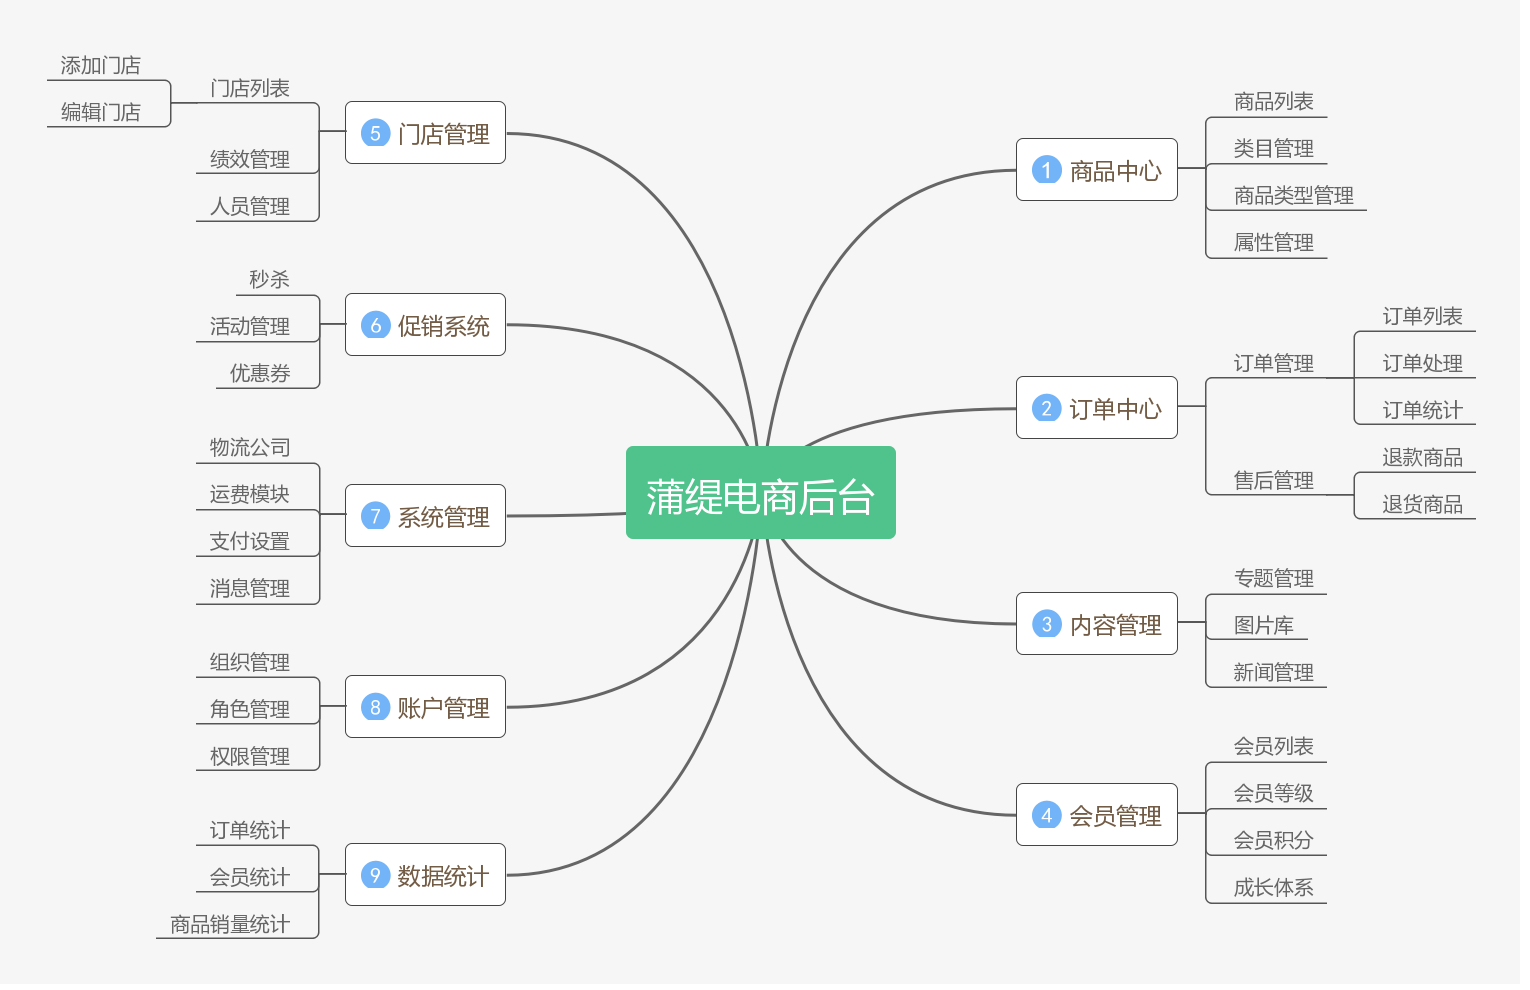 蒲缇电商后台
1 商品中心
商品列表
类目管理
商品类型管理
属性管理
2 订单中心
订单管理
订单列表
订单处理
订单统计
售后管理
退款商品
退货商品
3 内容管理
专题管理
图片库
新闻管理
4 会员管理
会员列表
会员等级
会员积分
成长体系
5 门店管理
门店列表
添加门店
编辑门店
绩效管理
人员管理
6 促销系统
秒杀
活动管理
优惠券
7 系统管理
物流公司
运费模块
支付设置
消息管理
8 账户管理
组织管理
角色管理
权限管理
9 数据统计
订单统计
会员统计
商品销量统计